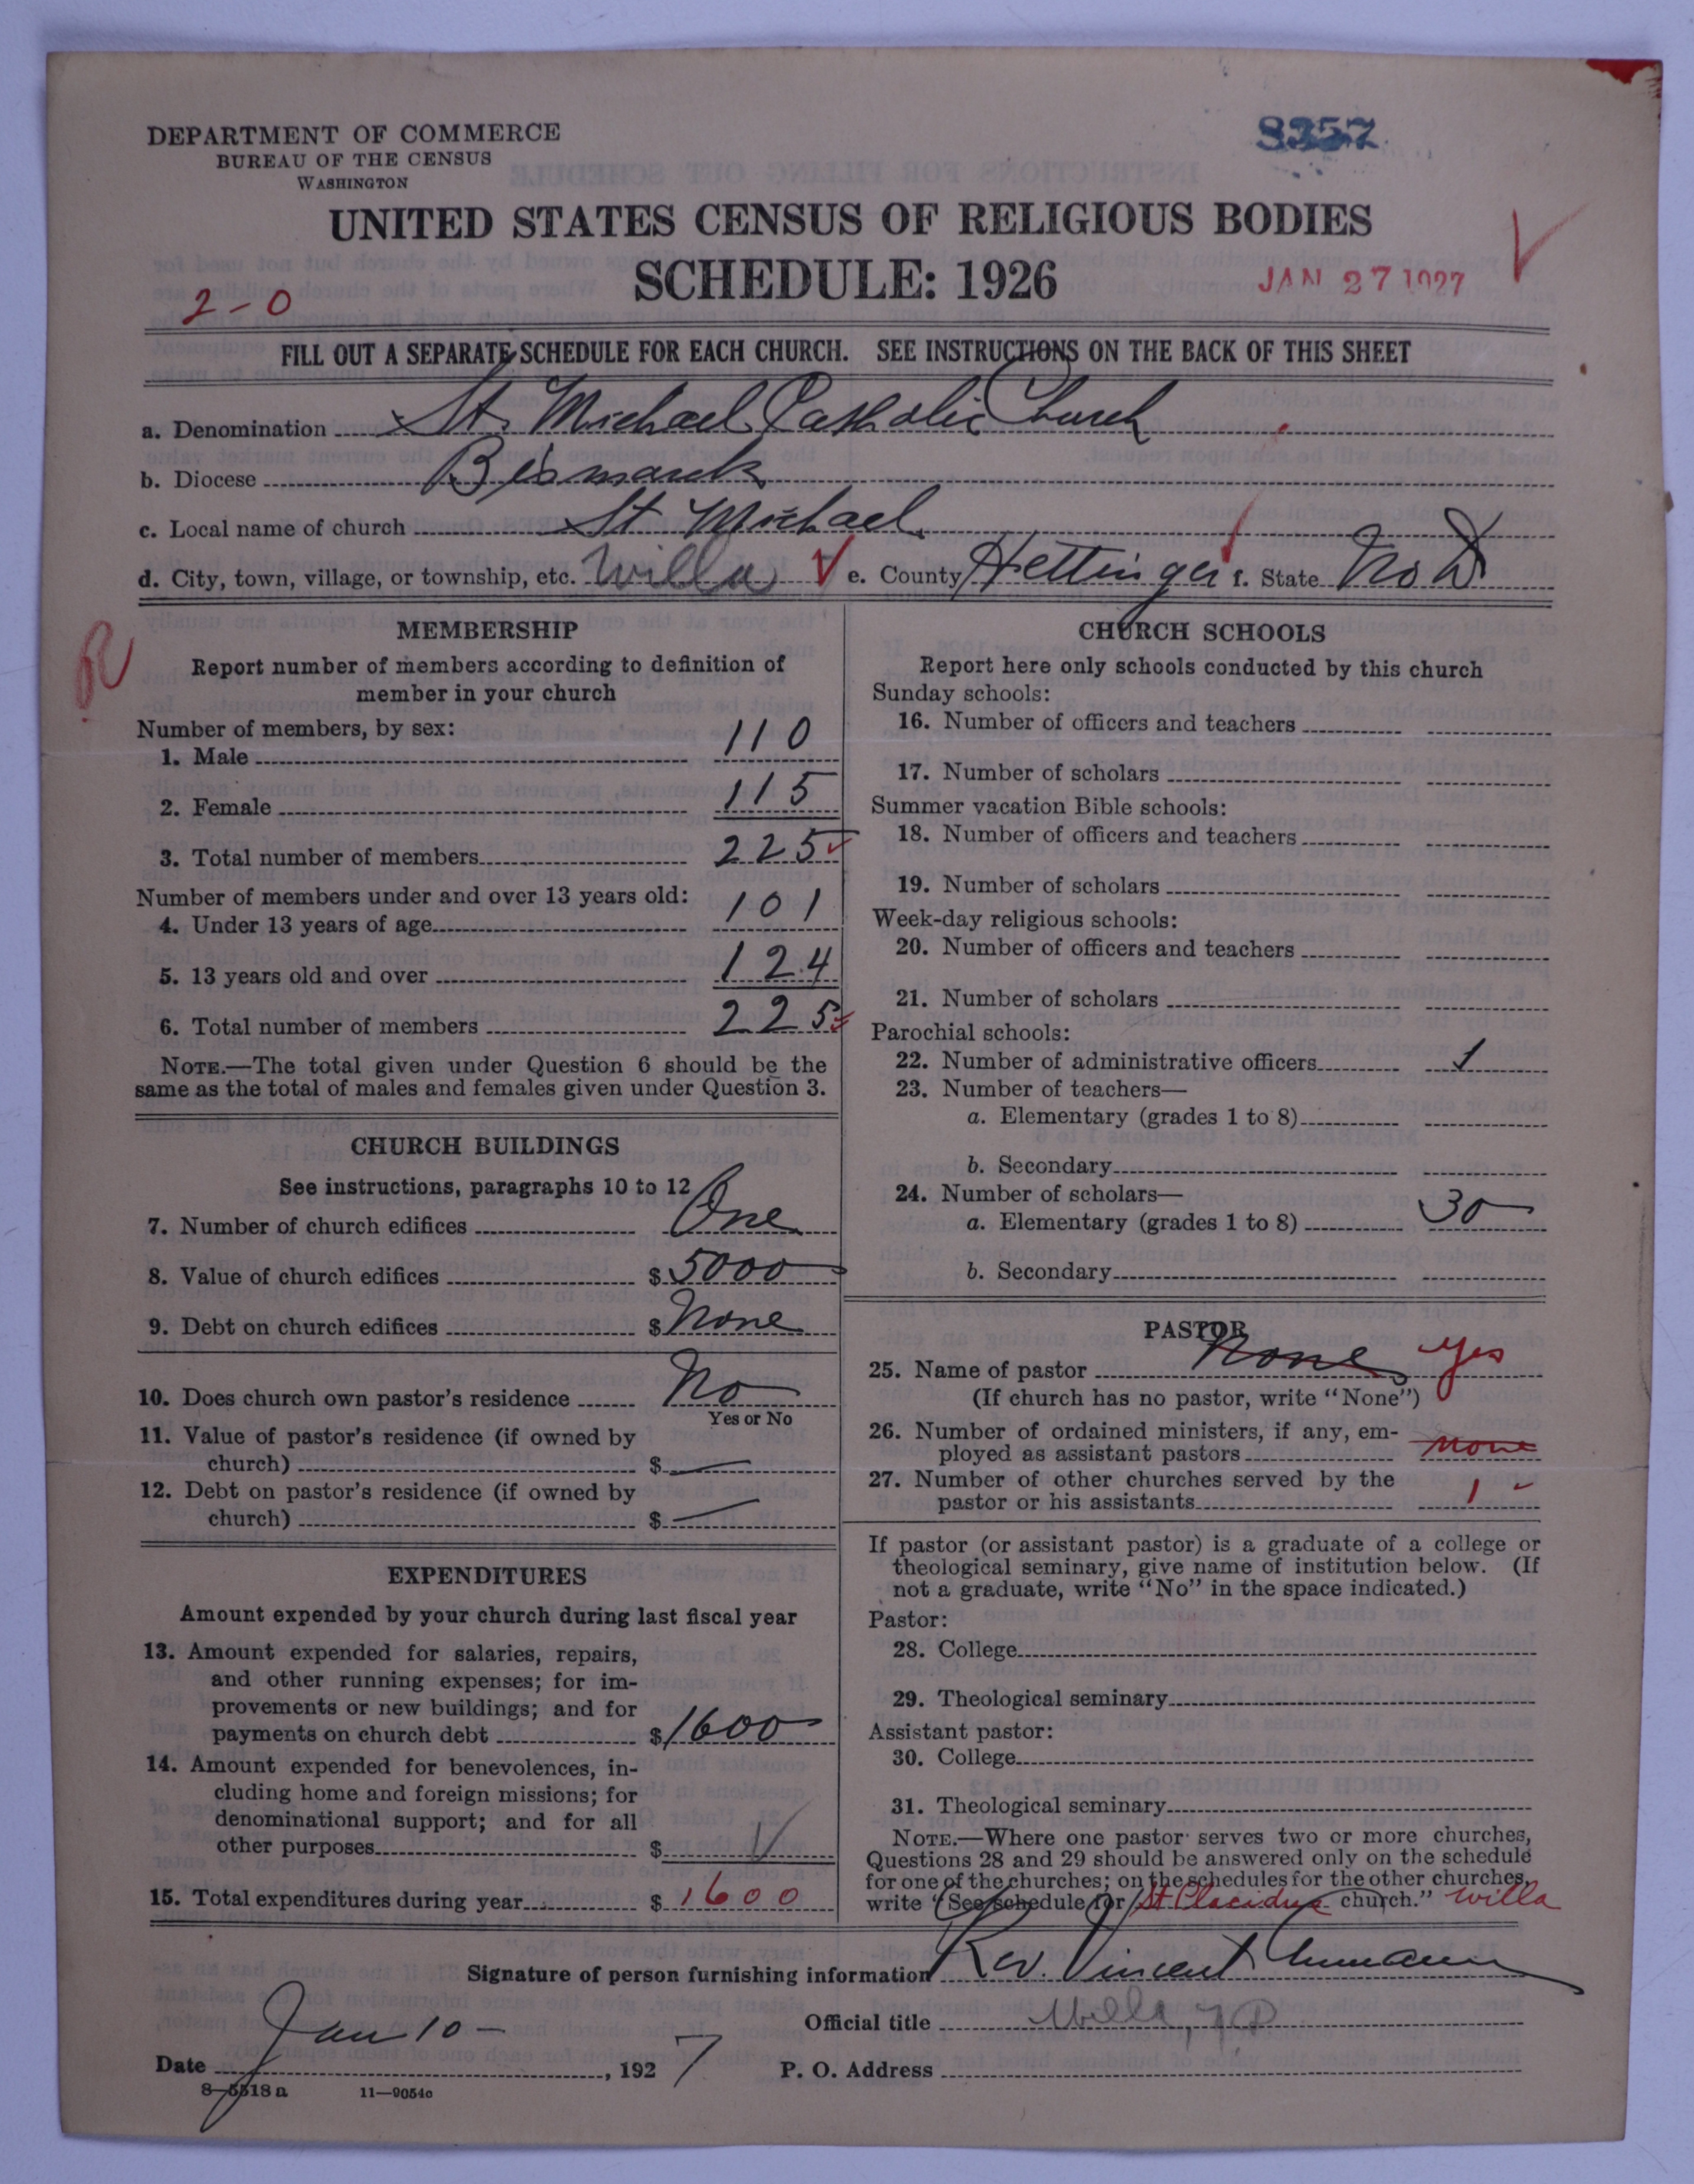 DEPARTMENT OF COMMERCE
BUREAU OF THE CENSUS
WASHINGTON
8357
UNITED STATES CENSUS OF RELIGIOUS BODIES
SCHEDULE: 1926
JAN 27 1927
2-0
FILL OUT A SEPARATE SCHEDULE FOR EACH CHURCH. SEE INSTRUCTIONS ON THE BACK OF THIS SHEET
a. Denomination St. Michael Catholic Church
b. Diocese Bismarck
c. Local name of church St Michael
d. City, town, village, or township, etc. Willa e. County Hettinger f. State No D
R
MEMBERSHIP
Report number of members according to definition of
member in your church
Number of members, by sex:
1. Male 110
2. Female 115
3. Total number of members 225
Number of members under and over 13 years old:
4. Under 13 years of age 101
5. 13 years old and over 124
6. Total number of members 225
NOTE.—The total given under Question 6 should be the
same as the total of males and females given under Question 3.
CHURCH BUILDINGS
See instructions, paragraphs 10 to 12
7. Number of church edifices One
8. Value of church edifices $ 5000
9. Debt on church edifices $ None
10. Does church own pastor's residence No
Yes or No
11. Value of pastor's residence (if owned by
church) $ —
12. Debt on pastor's residence (if owned by
church) $ —
EXPENDITURES
Amount expended by your church during last fiscal year
13. Amount expended for salaries, repairs,
and other running expenses; for im-
provements or new buildings; and for
payments on church debt $ 1600
14. Amount expended for benevolences, in-
cluding home and foreign missions; for
denominational support; and for all
other purposes $
15. Total expenditures during year $ 1600
CHURCH SCHOOLS
Report here only schools conducted by this church
Sunday schools:
16. Number of officers and teachers
17. Number of scholars
Summer vacation Bible schools:
18. Number of officers and teachers
19. Number of scholars
Week-day religious schools:
20. Number of officers and teachers
21. Number of scholars
Parochial schools:
22. Number of administrative officers 1
23. Number of teachers—
a. Elementary (grades 1 to 8)
b. Secondary
24. Number of scholars—
a. Elementary (grades 1 to 8) 30
b. Secondary
PASTOR
25. Name of pastor None yes
(If church has no pastor, write "None")
26. Number of ordained ministers, if any, em-
ployed as assistant pastors none
27. Number of other churches served by the
pastor or his assistants 1
If pastor (or assistant pastor) is a graduate of a college or
theological seminary, give name of institution below. (If
not a graduate, write "No" in the space indicated.)
Pastor:
28. College
29. Theological seminary
Assistant pastor:
30. College
31. Theological seminary
NOTE.—Where one pastor serves two or more churches,
Questions 28 and 29 should be answered only on the schedule
for one of the churches; on the schedules for the other churches,
write "See schedule for St Placidus church." Willa
Signature of person furnishing information Rev. Vincent
Official title Willa, ND
Date Jan 10 - , 1927 P. O. Address
8—5518 a 11—9054c